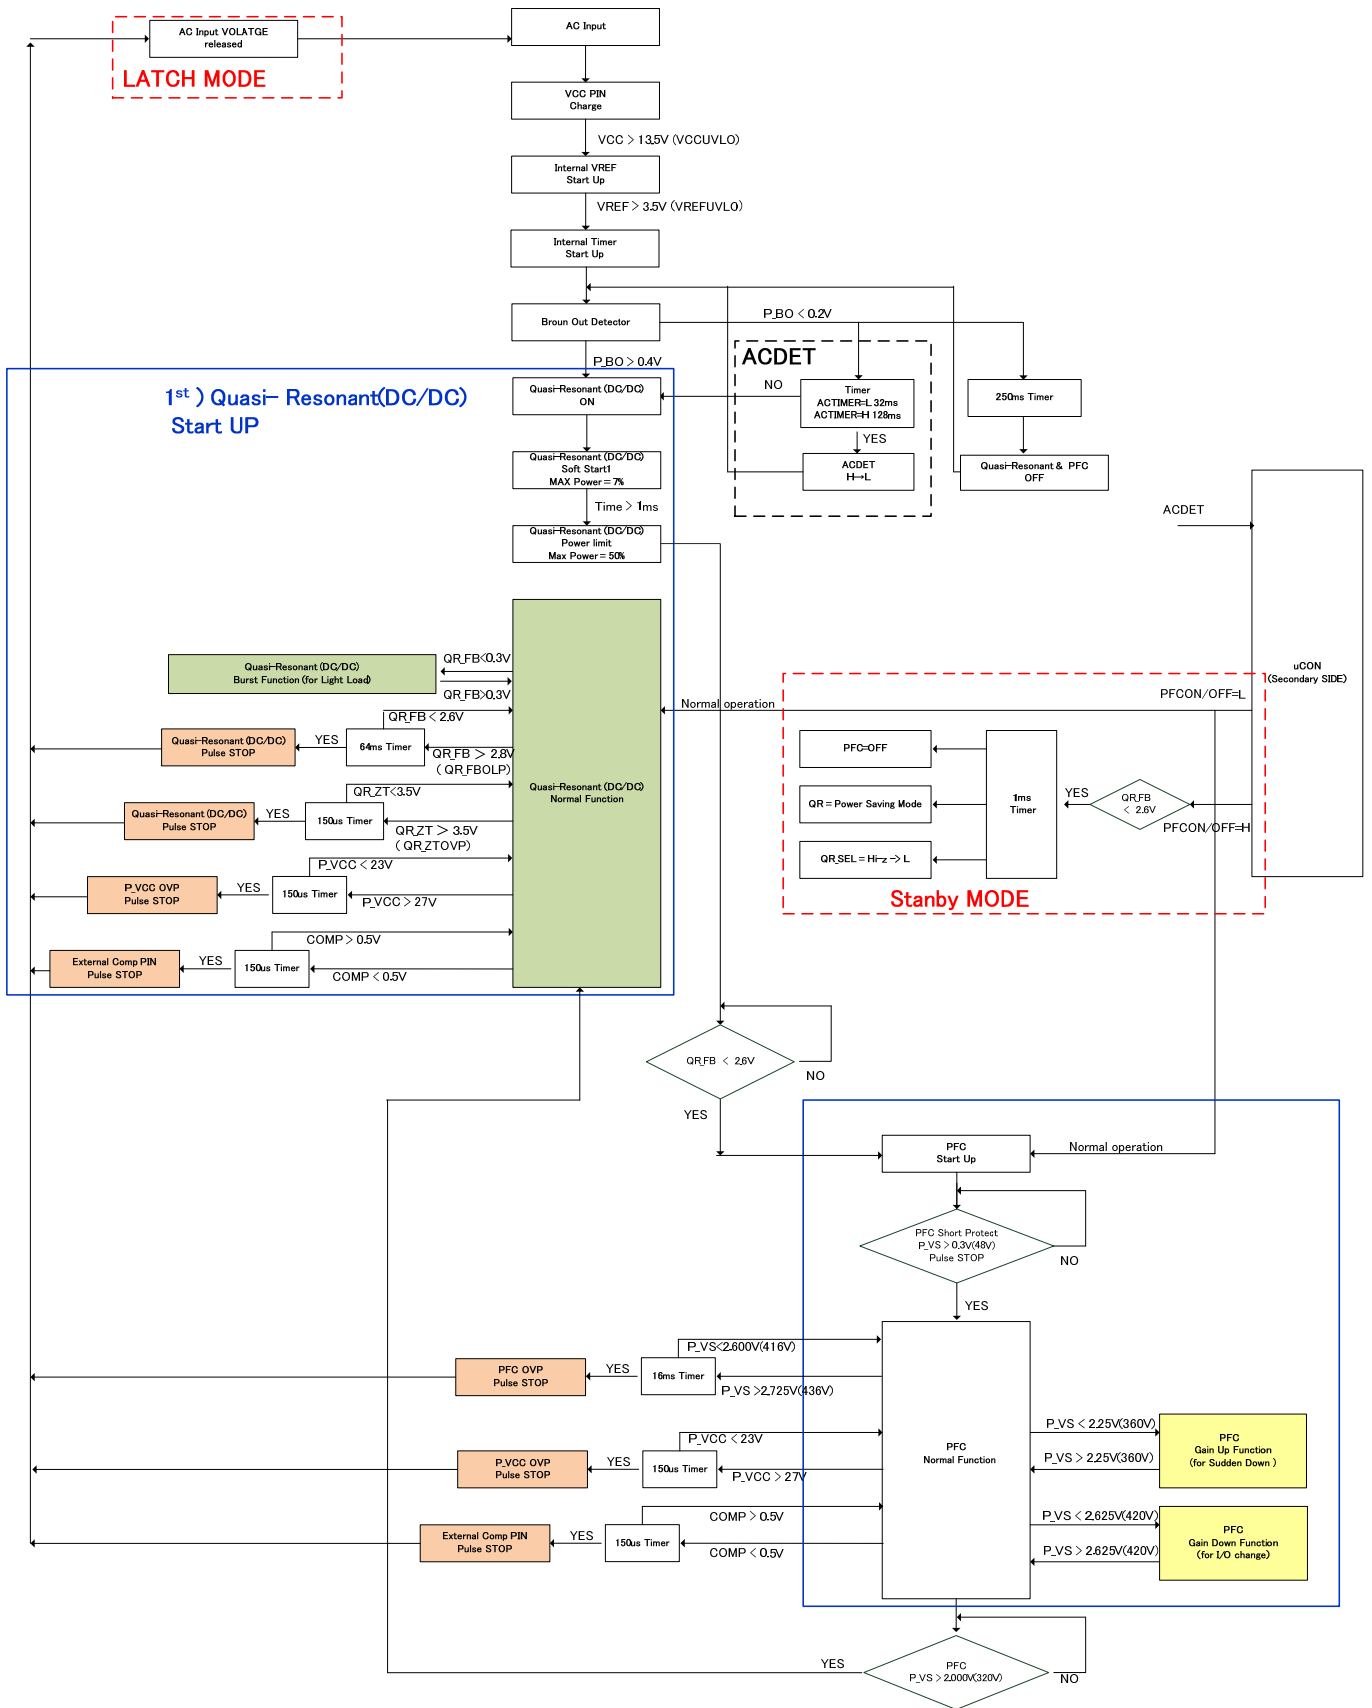 AC Input VOLATGE
released
LATCH MODE
AC Input
VCC PIN
Charge
VCC > 13.5V (VCCUVLO)
Internal VREF
Start Up
VREF > 3.5V (VREFUVLO)
Internal Timer
Start Up
Broun Out Detector
P_BO < 0.2V
P_BO > 0.4V
ACDET
Timer
ACTIMER=L 32ms
ACTIMER=H 128ms
NO
YES
ACDET
H→L
250ms Timer
Quasi-Resonant & PFC
OFF
1st ) Quasi- Resonant(DC/DC)
Start UP
Quasi-Resonant (DC/DC)
ON
Quasi-Resonant (DC/DC)
Soft Start1
MAX Power = 7%
Time > 1ms
Quasi-Resonant (DC/DC)
Power limit
Max Power = 50%
ACDET
uCON
(Secondary SIDE)
Quasi-Resonant (DC/DC)
Burst Function (for Light Load)
QR_FB<0.3V
QR_FB>0.3V
QR_FB < 2.6V
Quasi-Resonant (DC/DC)
Pulse STOP
YES
64ms Timer
QR_FB > 2.8V
( QR_FBOLP)
Quasi-Resonant (DC/DC)
Normal Function
QR_ZT<3.5V
Quasi-Resonant (DC/DC)
Pulse STOP
YES
150us Timer
QR_ZT > 3.5V
( QR_ZTOVP)
P_VCC < 23V
P_VCC OVP
Pulse STOP
YES
150us Timer
P_VCC > 27V
COMP > 0.5V
External Comp PIN
Pulse STOP
YES
150us Timer
COMP < 0.5V
Normal operation
PFCON/OFF=L
PFC=OFF
QR = Power Saving Mode
QR_SEL = Hi-z -> L
1ms
Timer
YES
QR_FB
< 2.6V
PFCON/OFF=H
Stanby MODE
QR_FB < 2.6V
NO
YES
PFC
Start Up
Normal operation
PFC Short Protect
P_VS > 0.3V(48V)
Pulse STOP
NO
YES
P_VS<2.600V(416V)
PFC OVP
Pulse STOP
YES
16ms Timer
P_VS >2.725V(436V)
P_VCC < 23V
P_VCC OVP
Pulse STOP
YES
150us Timer
P_VCC > 27V
COMP > 0.5V
External Comp PIN
Pulse STOP
YES
150us Timer
COMP < 0.5V
PFC
Normal Function
P_VS < 2.25V(360V)
P_VS > 2.25V(360V)
PFC
Gain Up Function
(for Sudden Down )
P_VS < 2.625V(420V)
P_VS > 2.625V(420V)
PFC
Gain Down Function
(for I/O change)
YES
PFC
P_VS > 2.000V(320V)
NO